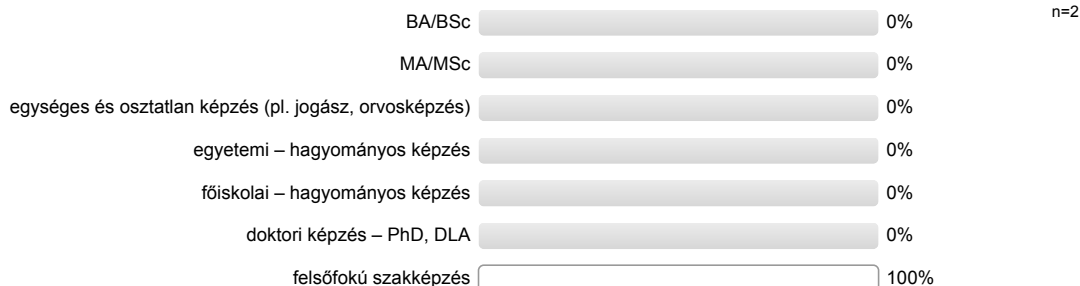 BA/BSc 0% n=2
MA/MSc 0%
egységes és osztatlan képzés (pl. jogász, orvosképzés) 0%
egyetemi – hagyományos képzés 0%
főiskolai – hagyományos képzés 0%
doktori képzés – PhD, DLA 0%
felsőfokú szakképzés 100%